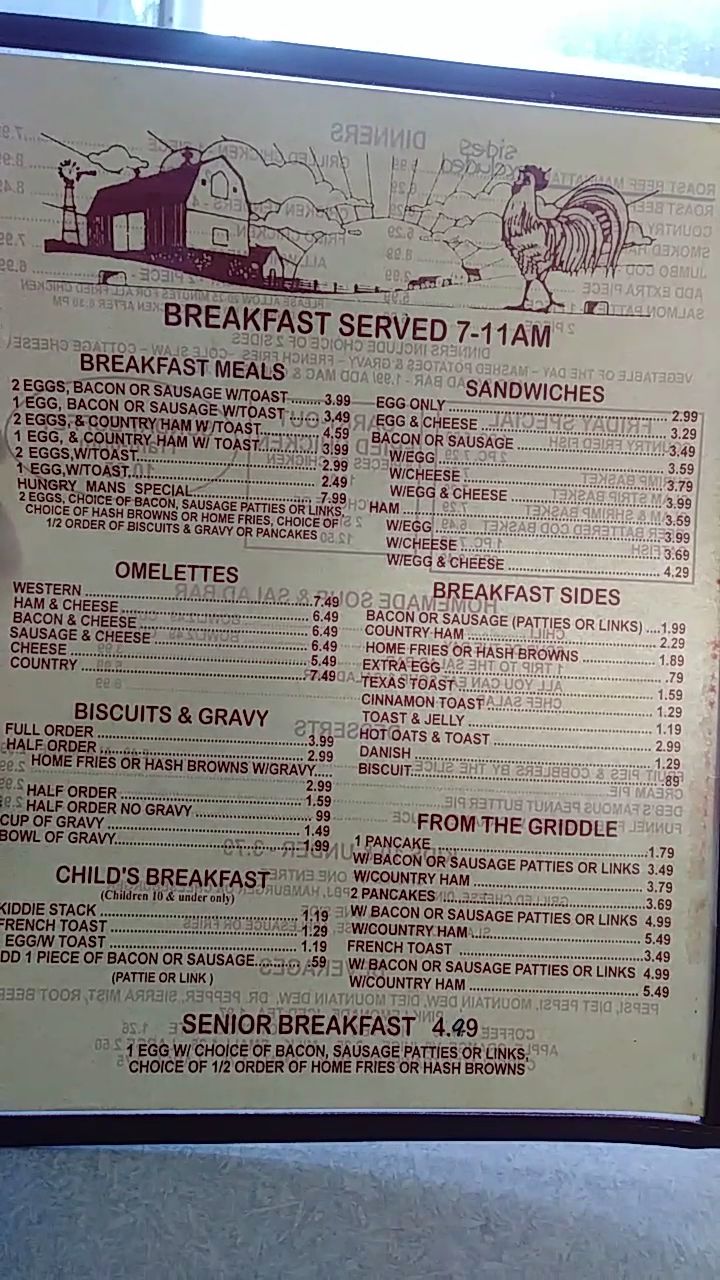 BREAKFAST SERVED 7-11AM
BREAKFAST MEALS
2 EGGS, BACON OR SAUSAGE W/TOAST........ 3.99
1 EGG, BACON OR SAUSAGE W/TOAST ........ 3.49
2 EGGS, & COUNTRY HAM W /TOAST........ 4.59
1 EGG, & COUNTRY HAM W/ TOAST........ 3.99
2 EGGS,W/TOAST........ 2.99
1 EGG,W/TOAST........ 2.49
HUNGRY MANS SPECIAL........ 7.99
2 EGGS, CHOICE OF BACON, SAUSAGE PATTIES OR LINKS,
CHOICE OF HASH BROWNS OR HOME FRIES, CHOICE OF
1/2 ORDER OF BISCUITS & GRAVY OR PANCAKES
OMELETTES
WESTERN ........ 7.49
HAM & CHEESE ........ 6.49
BACON & CHEESE ........ 6.49
SAUSAGE & CHEESE ........ 6.49
CHEESE ........ 5.49
COUNTRY ........ 7.49
BISCUITS & GRAVY
FULL ORDER ........ 3.99
HALF ORDER ........ 2.99
HOME FRIES OR HASH BROWNS W/GRAVY.... 2.99
HALF ORDER ........ 1.59
HALF ORDER NO GRAVY ........ 99
CUP OF GRAVY ........ 1.49
BOWL OF GRAVY........ 1.99
CHILD'S BREAKFAST
(Children 10 & under only)
KIDDIE STACK ........ 1.19
FRENCH TOAST ........ 1.29
EGG/W TOAST ........ 1.19
DD 1 PIECE OF BACON OR SAUSAGE........ .59
(PATTIE OR LINK )
SANDWICHES
EGG ONLY ........ 2.99
EGG & CHEESE ........ 3.29
BACON OR SAUSAGE ........ 3.49
W/EGG ........ 3.59
W/CHEESE ........ 3.79
W/EGG & CHEESE ........ 3.99
HAM ........ 3.59
W/EGG ........ 3.99
W/CHEESE ........ 3.69
W/EGG & CHEESE ........ 4.29
BREAKFAST SIDES
BACON OR SAUSAGE (PATTIES OR LINKS) ....1.99
COUNTRY HAM ........ 2.29
HOME FRIES OR HASH BROWNS ........ 1.89
EXTRA EGG ........ .79
TEXAS TOAST ........ 1.59
CINNAMON TOAST ........ 1.29
TOAST & JELLY ........ 1.19
HOT OATS & TOAST ........ 2.99
DANISH ........ 1.29
BISCUIT........ .89
FROM THE GRIDDLE
1 PANCAKE ........ 1.79
W/ BACON OR SAUSAGE PATTIES OR LINKS 3.49
W/COUNTRY HAM ........ 3.79
2 PANCAKES ........ 3.69
W/ BACON OR SAUSAGE PATTIES OR LINKS 4.99
W/COUNTRY HAM ........ 5.49
FRENCH TOAST ........ 3.49
W/ BACON OR SAUSAGE PATTIES OR LINKS 4.99
W/COUNTRY HAM ........ 5.49
SENIOR BREAKFAST 4.99
1 EGG W/ CHOICE OF BACON, SAUSAGE PATTIES OR LINKS,
CHOICE OF 1/2 ORDER OF HOME FRIES OR HASH BROWNS